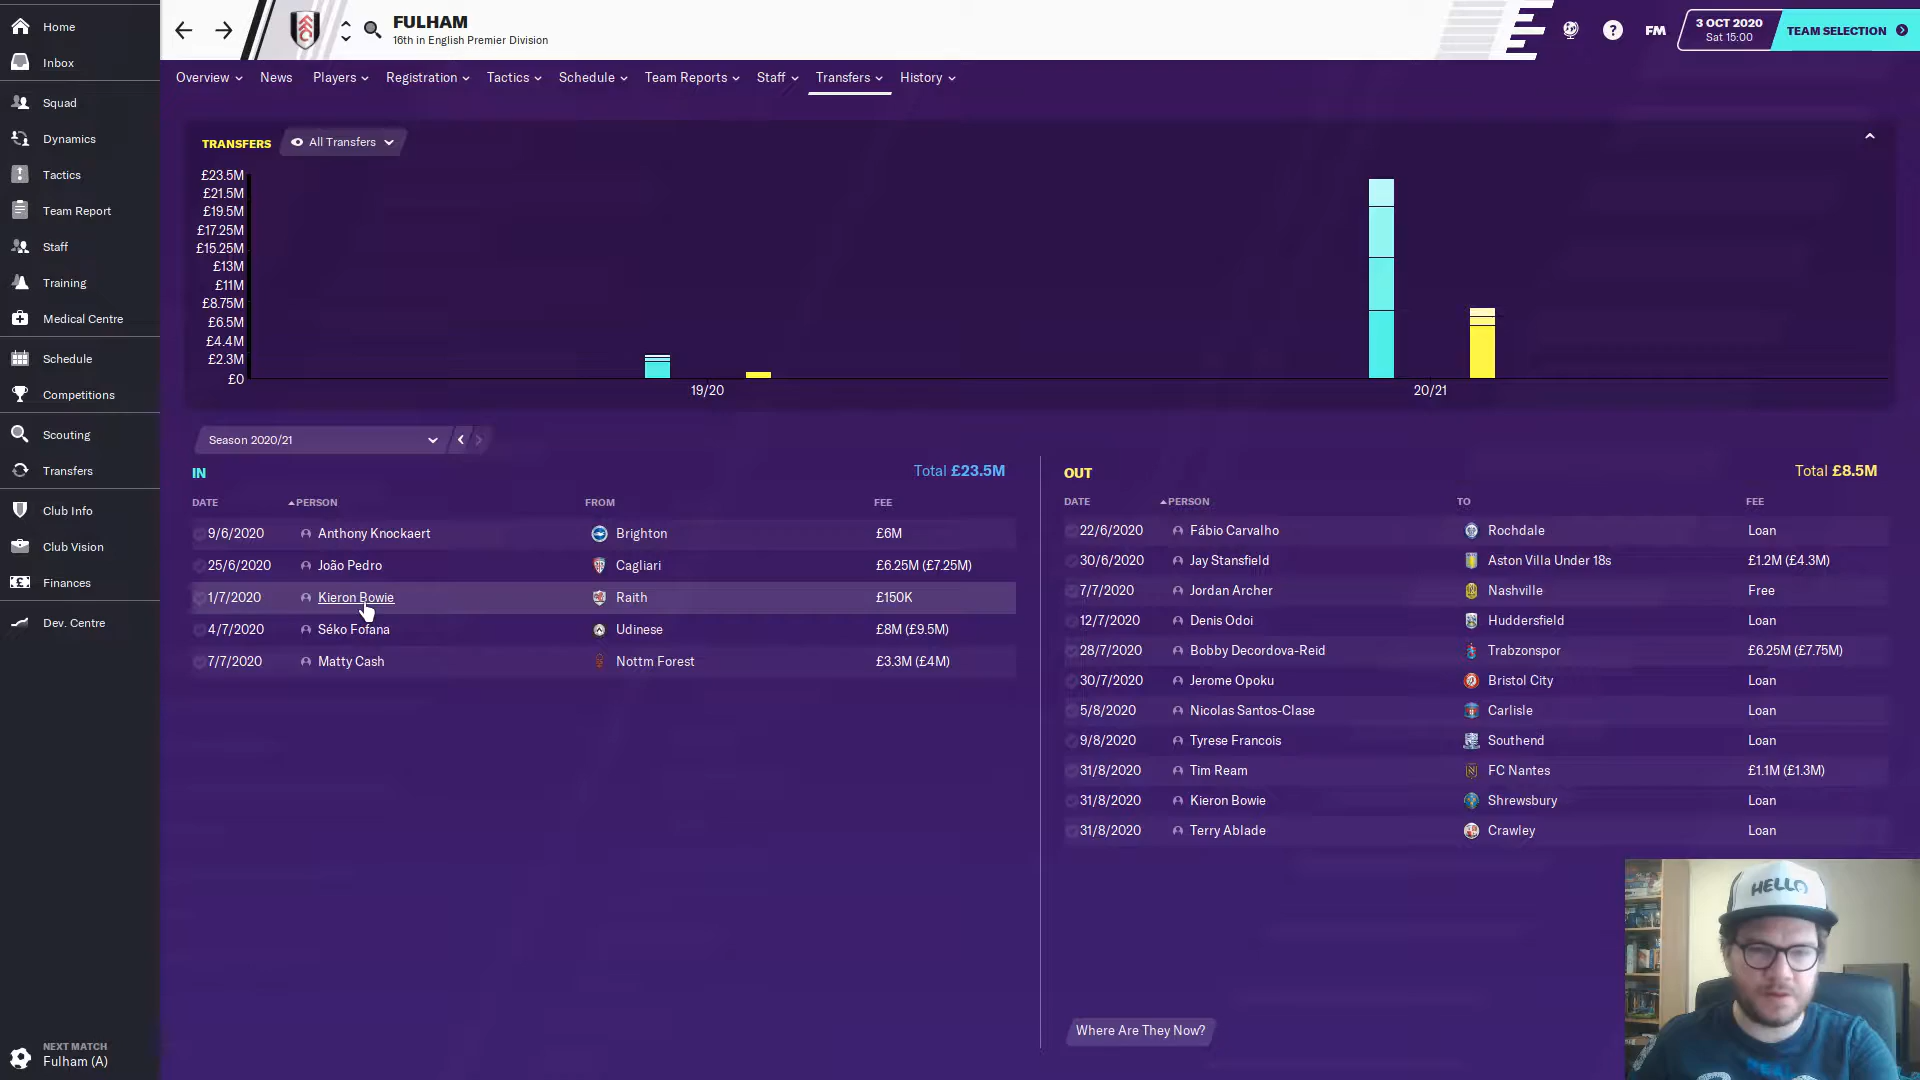 Home
Inbox
Squad
Dynamics
Tactics
Team Report
Staff
Training
Medical Centre
Schedule
Competitions
Scouting
Transfers
Club Info
Club Vision
Finances
Dev. Centre
NEXT MATCH
Fulham (A)
FULHAM
16th in English Premier Division
FM
3 OCT 2020
Sat 15:00
TEAM SELECTION
Overview News Players Registration Tactics Schedule Team Reports Staff Transfers History
TRANSFERS All Transfers
£23.5M
£21.5M
£19.5M
£17.25M
£15.25M
£13M
£11M
£8.75M
£6.5M
£4.4M
£2.3M
£0
19/20 20/21
Season 2020/21
IN Total £23.5M
DATE PERSON FROM FEE
9/6/2020 Anthony Knockaert Brighton £6M
25/6/2020 João Pedro Cagliari £6.25M (£7.25M)
1/7/2020 Kieron Bowie Raith £150K
4/7/2020 Séko Fofana Udinese £8M (£9.5M)
7/7/2020 Matty Cash Nottm Forest £3.3M (£4M)
OUT Total £8.5M
DATE PERSON TO FEE
22/6/2020 Fábio Carvalho Rochdale Loan
30/6/2020 Jay Stansfield Aston Villa Under 18s £1.2M (£4.3M)
7/7/2020 Jordan Archer Nashville Free
12/7/2020 Denis Odoi Huddersfield Loan
28/7/2020 Bobby Decordova-Reid Trabzonspor £6.25M (£7.75M)
30/7/2020 Jerome Opoku Bristol City Loan
5/8/2020 Nicolas Santos-Clase Carlisle Loan
9/8/2020 Tyrese Francois Southend Loan
31/8/2020 Tim Ream FC Nantes £1.1M (£1.3M)
31/8/2020 Kieron Bowie Shrewsbury Loan
31/8/2020 Terry Ablade Crawley Loan
Where Are They Now?
HELLO